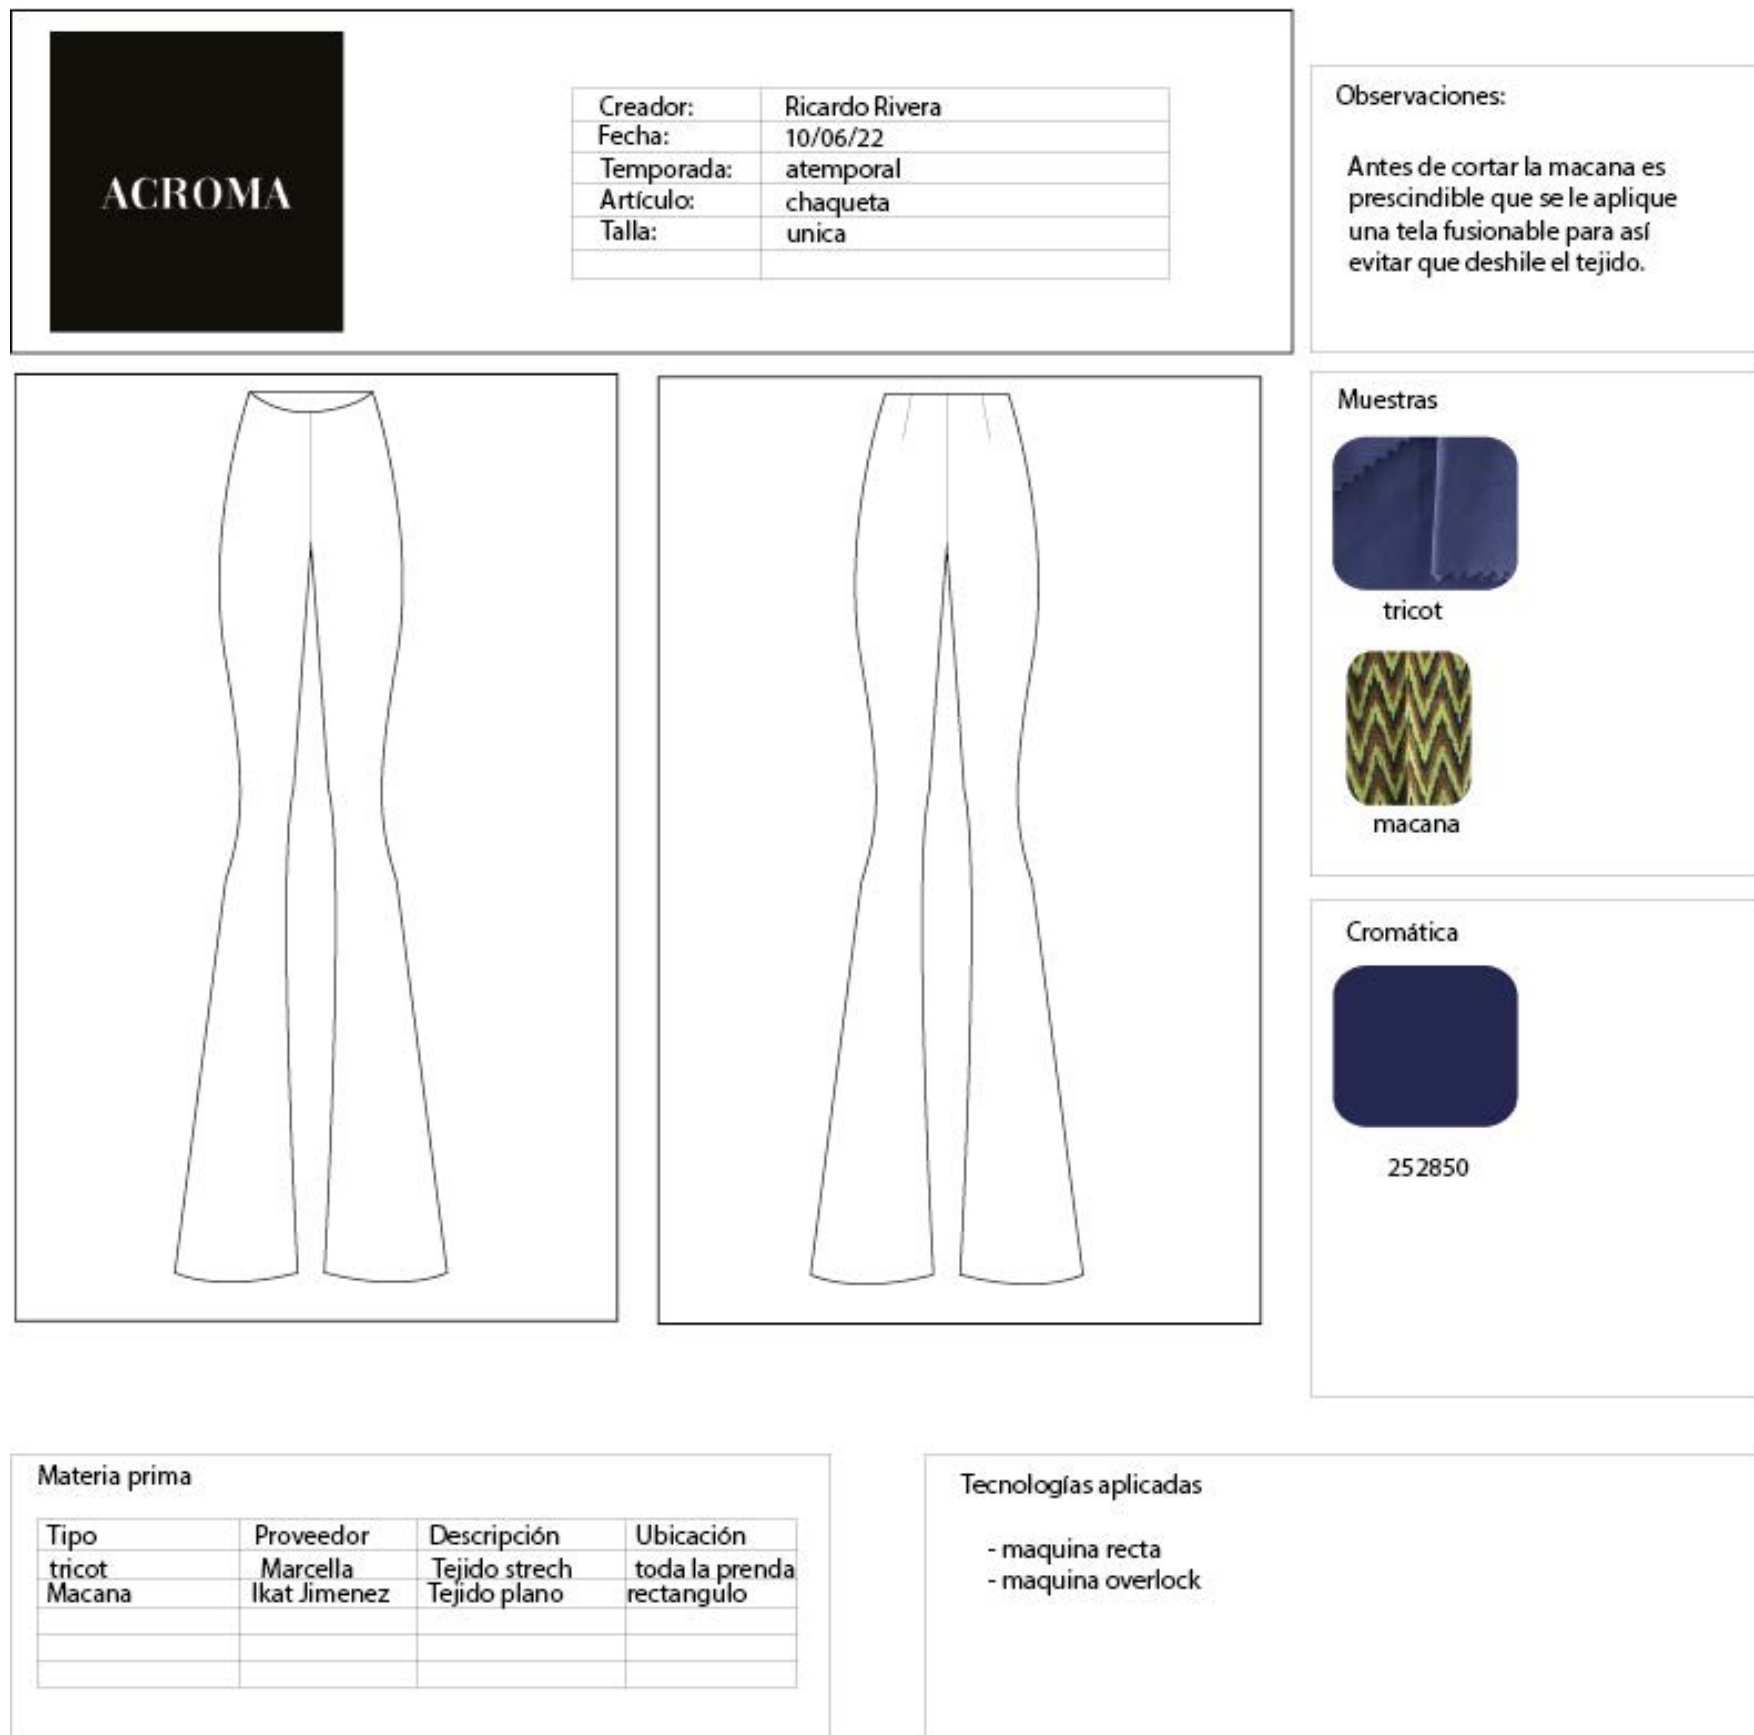 ACROMA
Creador: Ricardo Rivera
Fecha: 10/06/22
Temporada: atemporal
Artículo: chaqueta
Talla: unica
Observaciones:
Antes de cortar la macana es
prescindible que se le aplique
una tela fusionable para así
evitar que deshile el tejido.
Muestras
tricot
macana
Cromática
252850
Materia prima
Tipo Proveedor Descripción Ubicación
tricot Marcella Tejido strech toda la prenda
Macana Ikat Jimenez Tejido plano rectangulo
Tecnologías aplicadas
- maquina recta
- maquina overlock